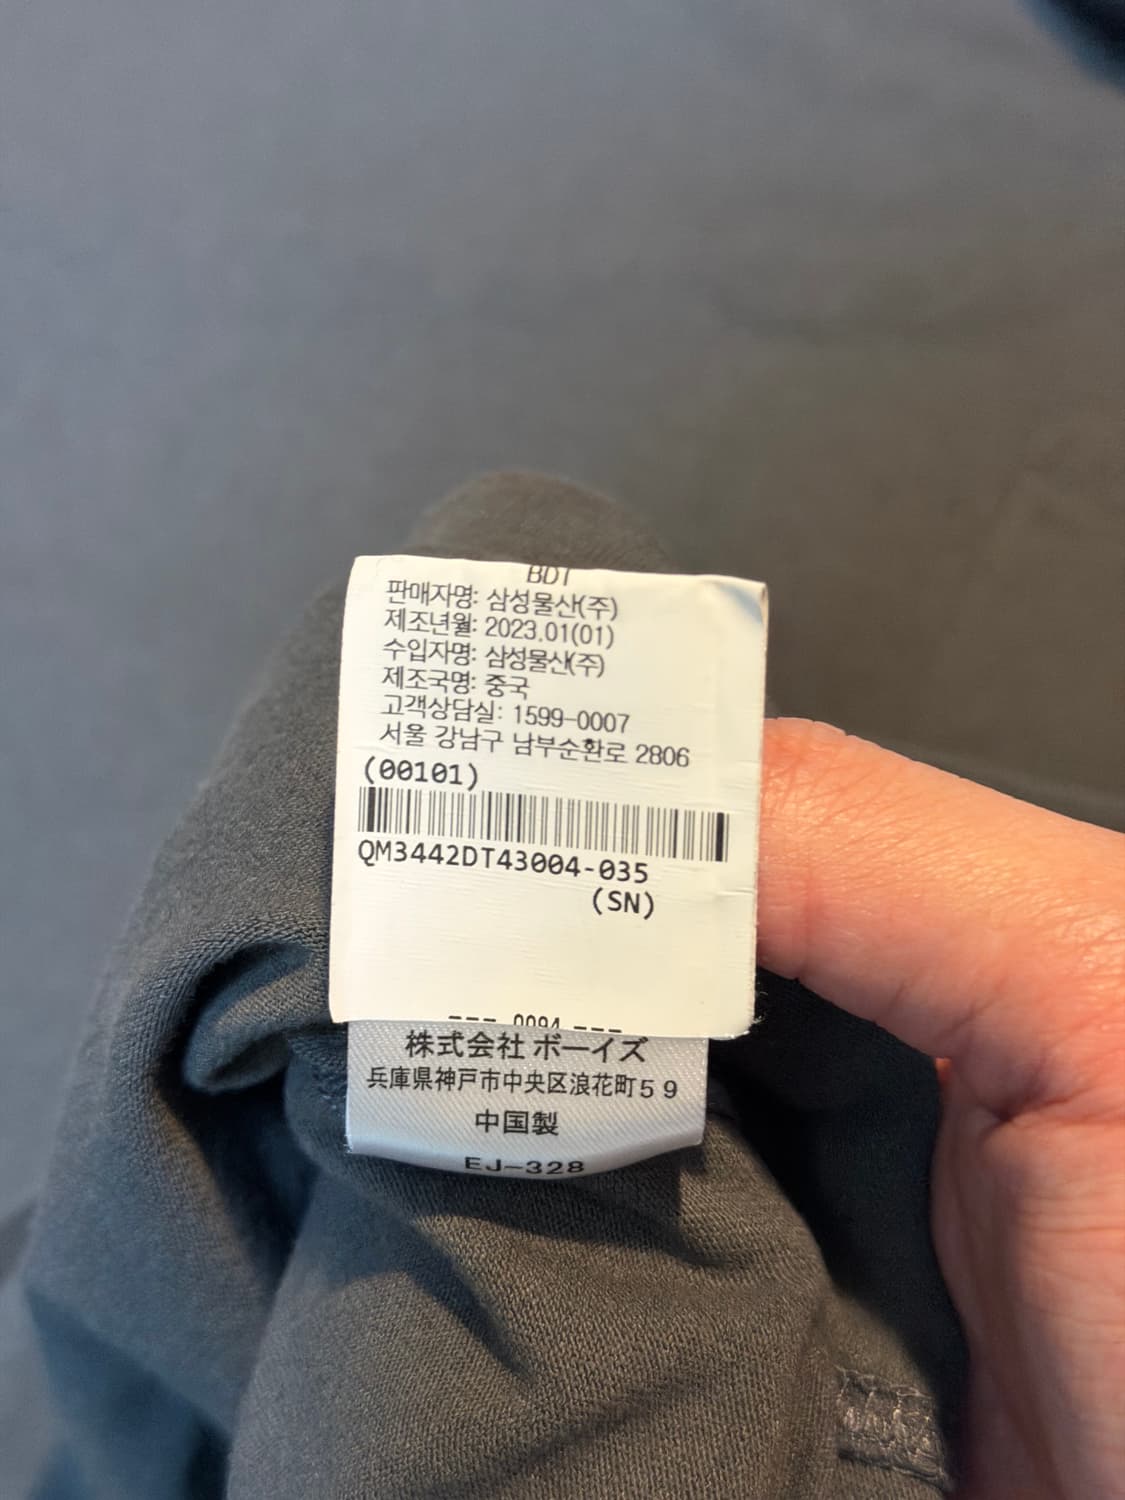 BDT
판매자명: 삼성물산(주)
제조년월: 2023.01(01)
수입자명: 삼성물산(주)
제조국명: 중국
고객상담실: 1599-0007
서울 강남구 남부순환로 2806
(00101)
QM3442DT43004-035
(SN)
--- 0094 ---
株式会社 ボーイズ
兵庫県神戸市中央区浪花町59
中国製
EJ-328